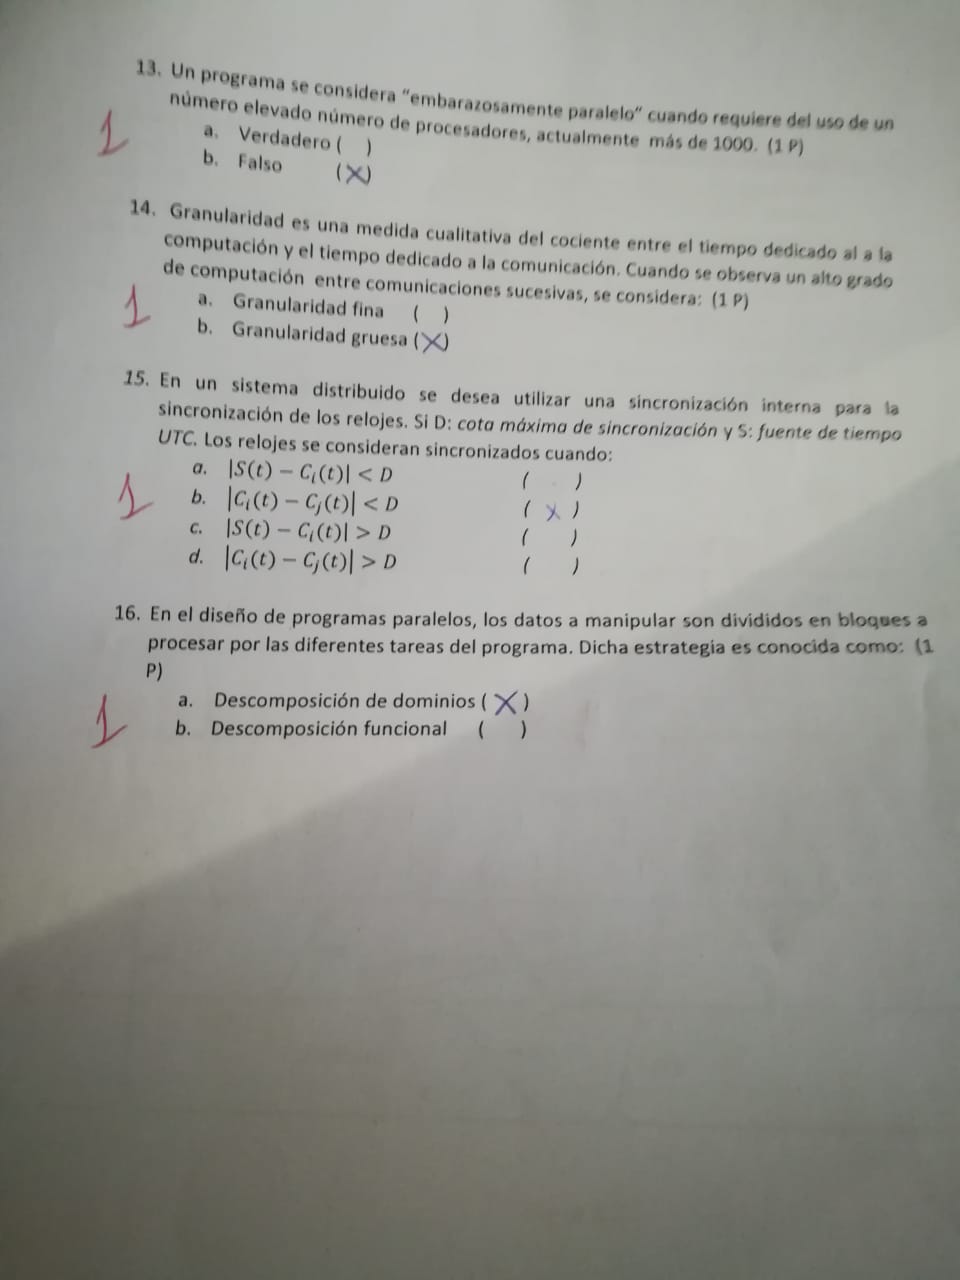 13. Un programa se considera "embarazosamente paralelo" cuando requiere del uso de un
número elevado número de procesadores, actualmente más de 1000. (1 P)
1
a. Verdadero ( )
b. Falso (X)
14. Granularidad es una medida cualitativa del cociente entre el tiempo dedicado al a la
computación y el tiempo dedicado a la comunicación. Cuando se observa un alto grado
de computación entre comunicaciones sucesivas, se considera: (1 P)
1
a. Granularidad fina ( )
b. Granularidad gruesa (X)
15. En un sistema distribuido se desea utilizar una sincronización interna para la
sincronización de los relojes. Si D: cota máxima de sincronización y S: fuente de tiempo
UTC. Los relojes se consideran sincronizados cuando:
1
a. |S(t) − Cᵢ(t)| < D ( )
b. |Cᵢ(t) − Cⱼ(t)| < D ( X )
c. |S(t) − Cᵢ(t)| > D ( )
d. |Cᵢ(t) − Cⱼ(t)| > D ( )
16. En el diseño de programas paralelos, los datos a manipular son divididos en bloques a
procesar por las diferentes tareas del programa. Dicha estrategia es conocida como: (1
P)
1
a. Descomposición de dominios ( X )
b. Descomposición funcional ( )